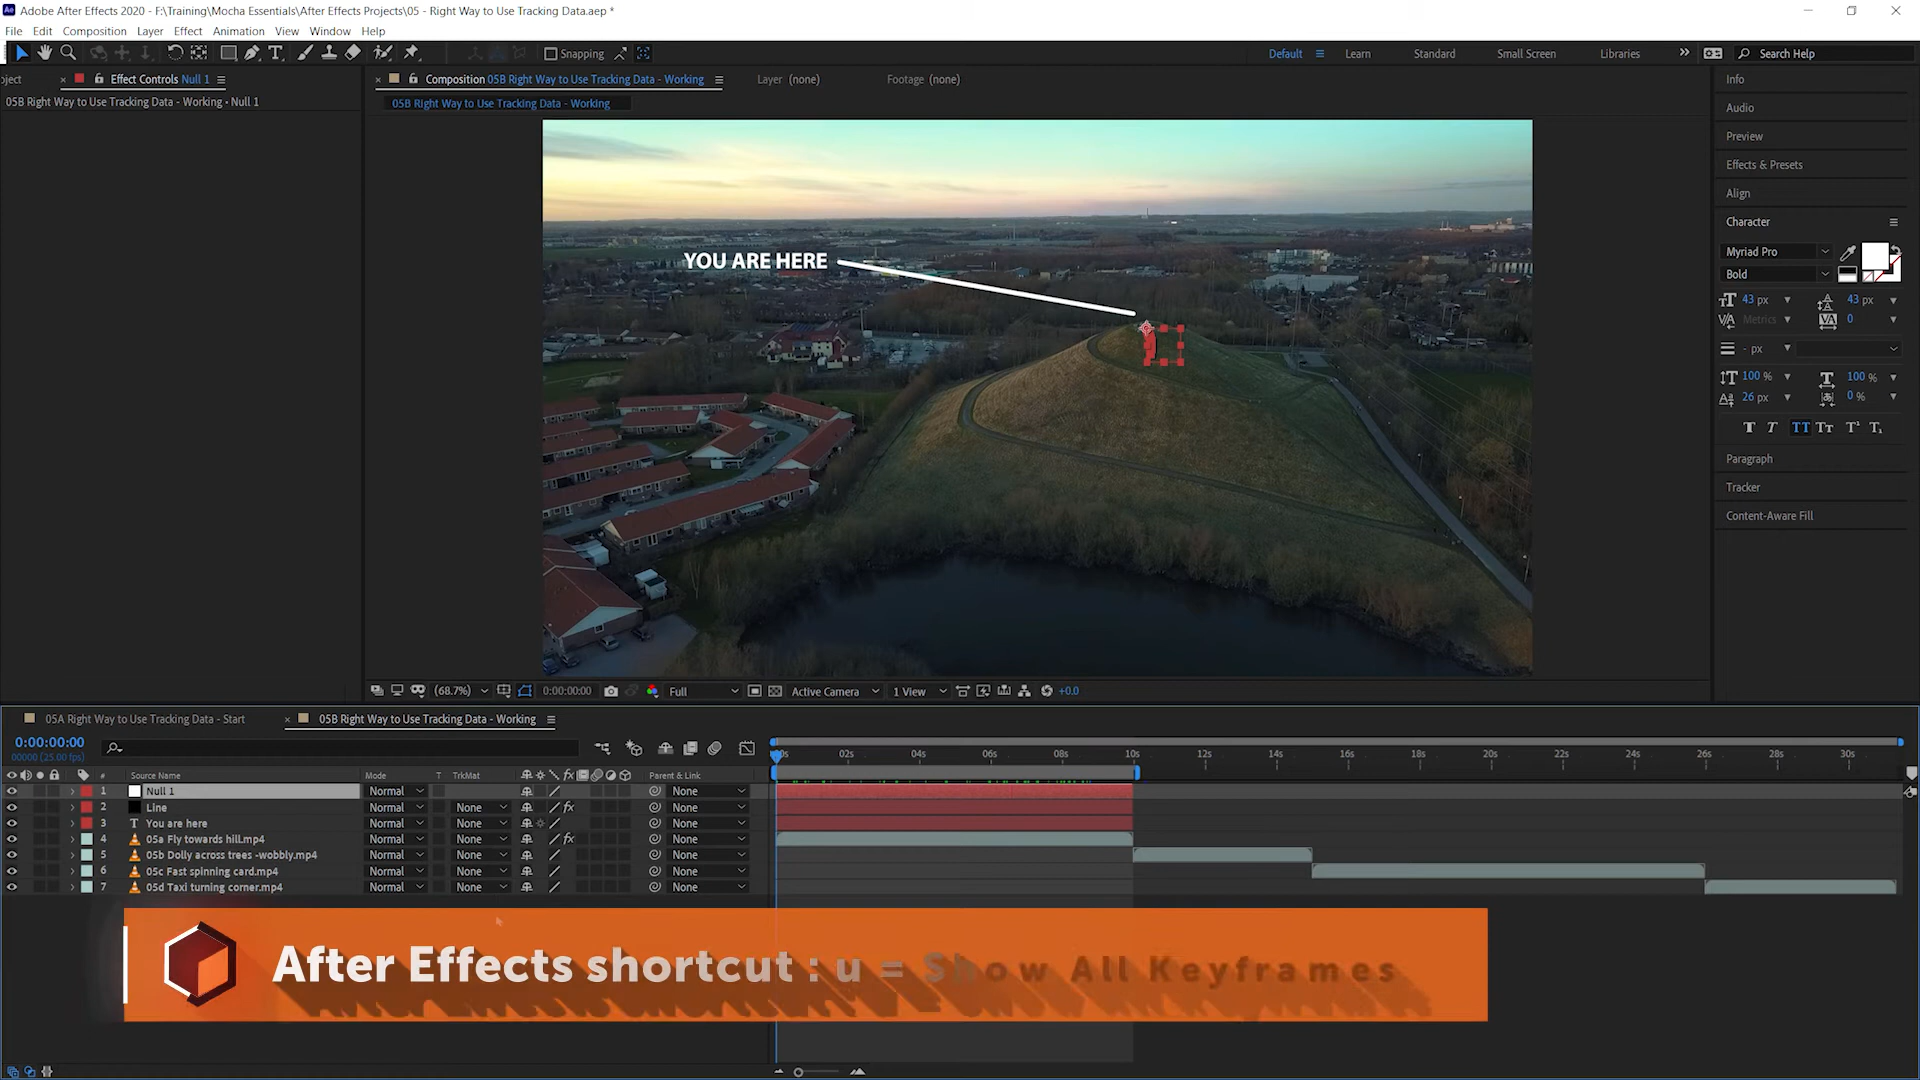 Adobe After Effects 2020 - F:\Training\Mocha Essentials\After Effects Projects\05 - Right Way to Use Tracking Data.aep *
File Edit Composition Layer Effect Animation View Window Help
Snapping
Default Learn Standard Small Screen Libraries Search Help
oject Effect Controls Null 1
Composition 05B Right Way to Use Tracking Data - Working Layer (none) Footage (none)
05B Right Way to Use Tracking Data - Working • Null 1
05B Right Way to Use Tracking Data - Working
YOU ARE HERE
Info
Audio
Preview
Effects & Presets
Align
Character
Myriad Pro
Bold
43 px 43 px
Metrics 0
- px
100 % 100 %
26 px 0 %
Paragraph
Tracker
Content-Aware Fill
(68.7%) 0:00:00:00 Full Active Camera 1 View +0.0
05A Right Way to Use Tracking Data - Start 05B Right Way to Use Tracking Data - Working
0:00:00:00
00000 (25.00 fps)
02s 04s 06s 08s 10s 12s 14s 16s 18s 20s 22s 24s 26s 28s 30s
# Source Name Mode T TrkMat Parent & Link
1 Null 1 Normal None
2 Line Normal None None
3 You are here Normal None None
4 05a Fly towards hill.mp4 Normal None None
5 05b Dolly across trees -wobbly.mp4 Normal None None
6 05c Fast spinning card.mp4 Normal None None
7 05d Taxi turning corner.mp4 Normal None None
After Effects shortcut : u = Show All Keyframes